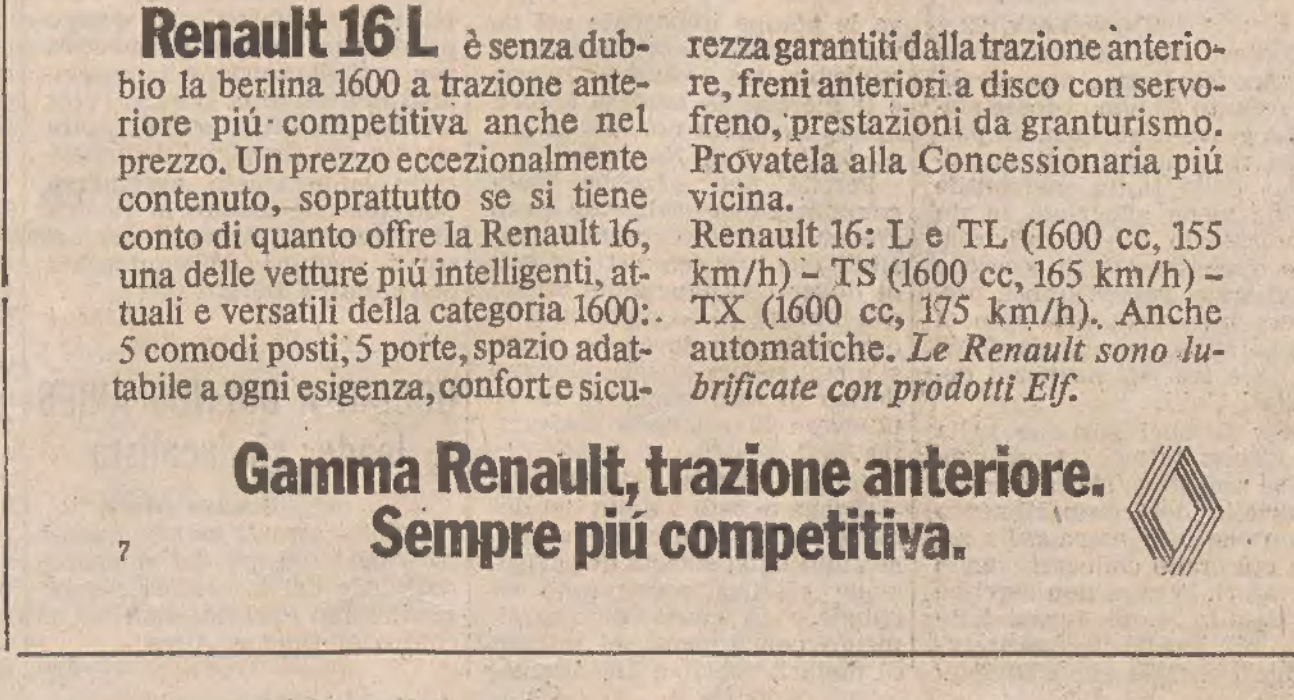 Renault 16 L è senza dub-
bio la berlina 1600 a trazione ante-
riore piú competitiva anche nel
prezzo. Un prezzo eccezionalmente
contenuto, soprattutto se si tiene
conto di quanto offre la Renault 16,
una delle vetture piú intelligenti, at-
tuali e versatili della categoria 1600:
5 comodi posti, 5 porte, spazio adat-
tabile a ogni esigenza, confort e sicu-
rezza garantiti dalla trazione anterio-
re, freni anteriori a disco con servo-
freno, prestazioni da granturismo.
Provatela alla Concessionaria piú
vicina.
Renault 16: L e TL (1600 cc, 155
km/h) – TS (1600 cc, 165 km/h) –
TX (1600 cc, 175 km/h). Anche
automatiche. Le Renault sono lu-
brificate con prodotti Elf.
Gamma Renault, trazione anteriore.
Sempre piú competitiva.
7